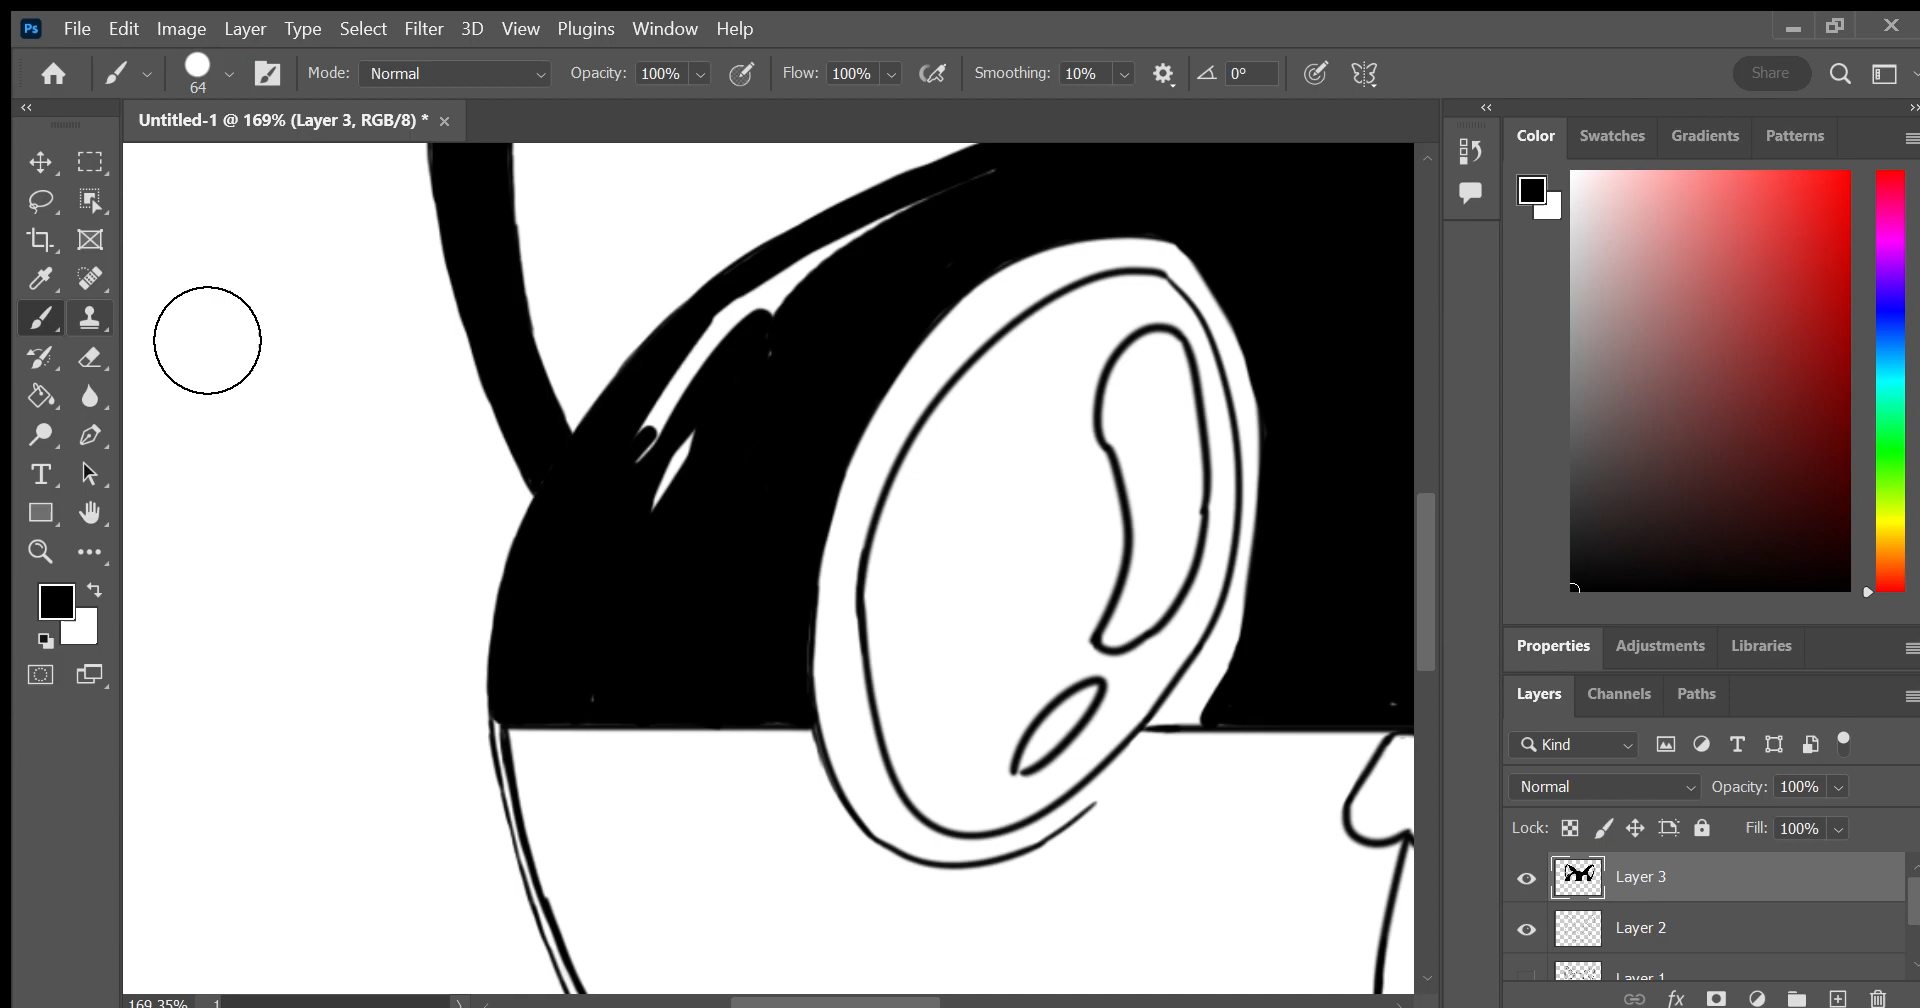 Ps File Edit Image Layer Type Select Filter 3D View Plugins Window Help
64 Mode: Normal Opacity: 100% Flow: 100% Smoothing: 10% 0° Share
Untitled-1 @ 169% (Layer 3, RGB/8) * ×
Color Swatches Gradients Patterns
Properties Adjustments Libraries
Layers Channels Paths
Kind
Normal Opacity: 100%
Lock: Fill: 100%
Layer 3
Layer 2
Layer 1
169.35% 1
fx